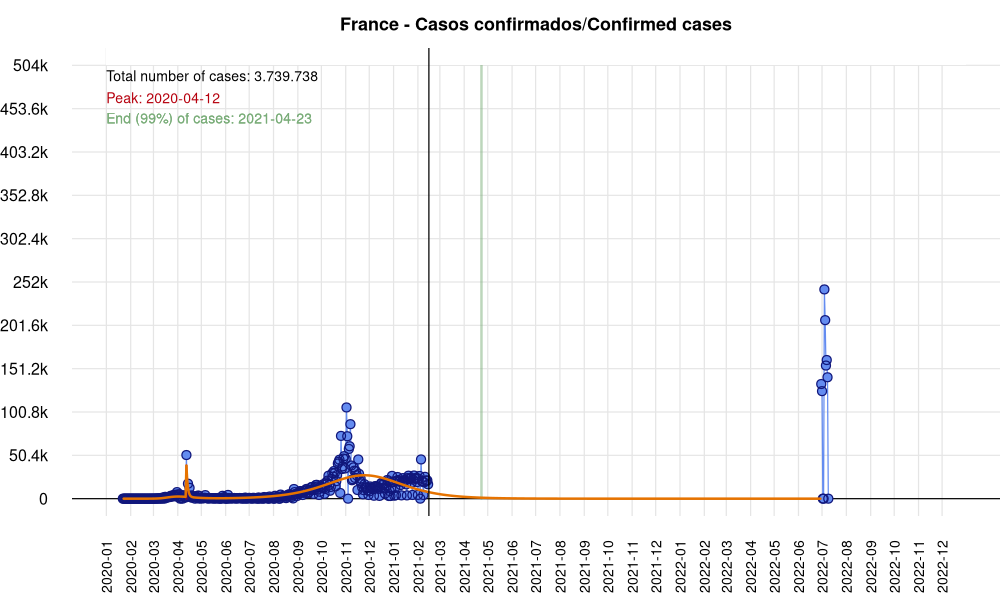 France - Casos confirmados/Confirmed cases
Total number of cases: 3.739.738
Peak: 2020-04-12
End (99%) of cases: 2021-04-23
504k
453.6k
403.2k
352.8k
302.4k
252k
201.6k
151.2k
100.8k
50.4k
0
2020-01
2020-02
2020-03
2020-04
2020-05
2020-06
2020-07
2020-08
2020-09
2020-10
2020-11
2020-12
2021-01
2021-02
2021-03
2021-04
2021-05
2021-06
2021-07
2021-08
2021-09
2021-10
2021-11
2021-12
2022-01
2022-02
2022-03
2022-04
2022-05
2022-06
2022-07
2022-08
2022-09
2022-10
2022-11
2022-12